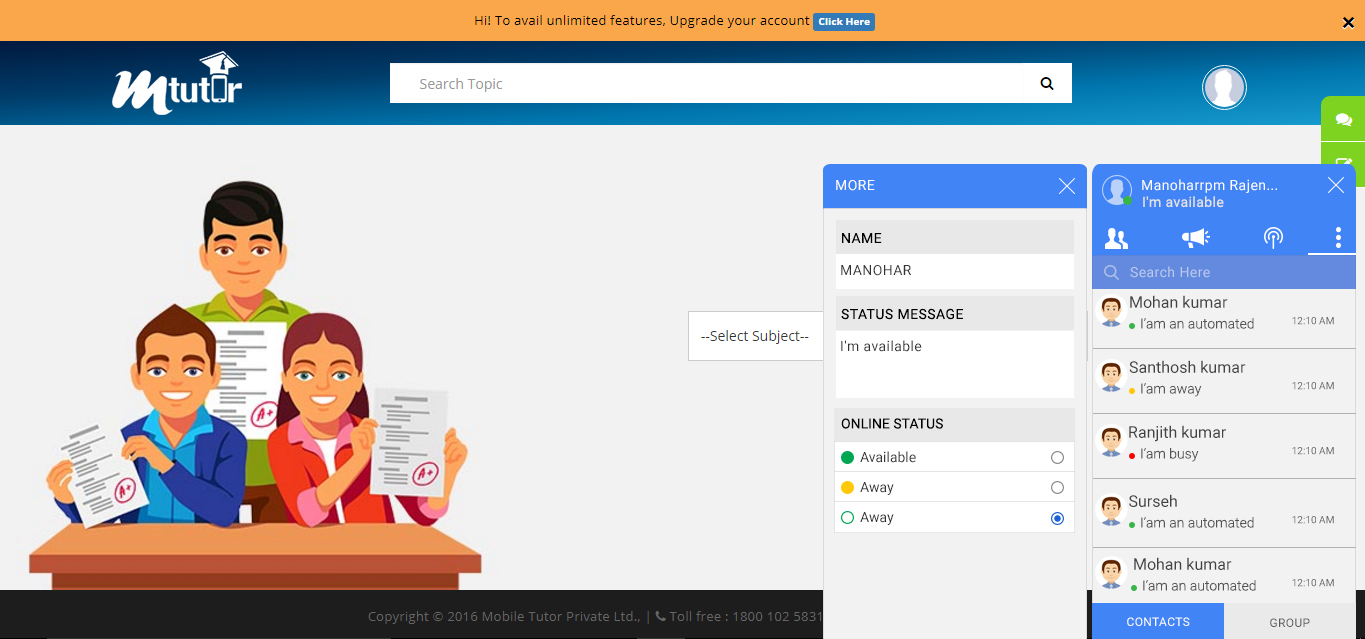 Hi! To avail unlimited features, Upgrade your account Click Here
Mtutor
Search Topic
--Select Subject--
MORE
NAME
MANOHAR
STATUS MESSAGE
I'm available
ONLINE STATUS
Available
Away
Away
Manoharrpm Rajen...
I'm available
Search Here
Mohan kumar
I'am an automated 12:10 AM
Santhosh kumar
I'am away 12:10 AM
Ranjith kumar
I'am busy 12:10 AM
Surseh
I'am an automated 12:10 AM
Mohan kumar
I'am an automated 12:10 AM
CONTACTS GROUP
A+
A+
A+
Copyright © 2016 Mobile Tutor Private Ltd., | Toll free : 1800 102 5831